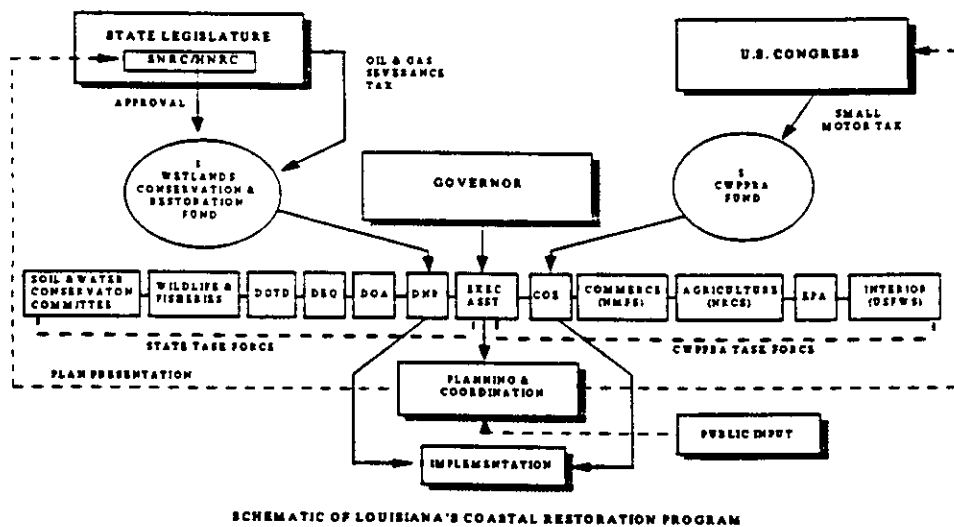 STATE LEGISLATURE
SNRC/HNRC
APPROVAL
OIL & GAS
SEVERANCE
TAX
U.S. CONGRESS
SMALL
MOTOR TAX
$
WETLANDS
CONSERVATION &
RESTORATION
FUND
GOVERNOR
$
CWPPRA
FUND
SOIL & WATER
CONSERVATON
COMMITTEE
WILDLIFE &
FISHERIES
DOTD
DEQ
DOA
DNR
EXEC
ASST
COE
COMMERCE
(NMFS)
AGRICULTURE
(NRCS)
EPA
INTERIOR
(USFWS)
STATE TASK FORCE
CWPPRA TASK FORCE
PLAN PRESENTATION
PLANNING &
COORDINATION
PUBLIC INPUT
IMPLEMENTATION
SCHEMATIC OF LOUISIANA'S COASTAL RESTORATION PROGRAM